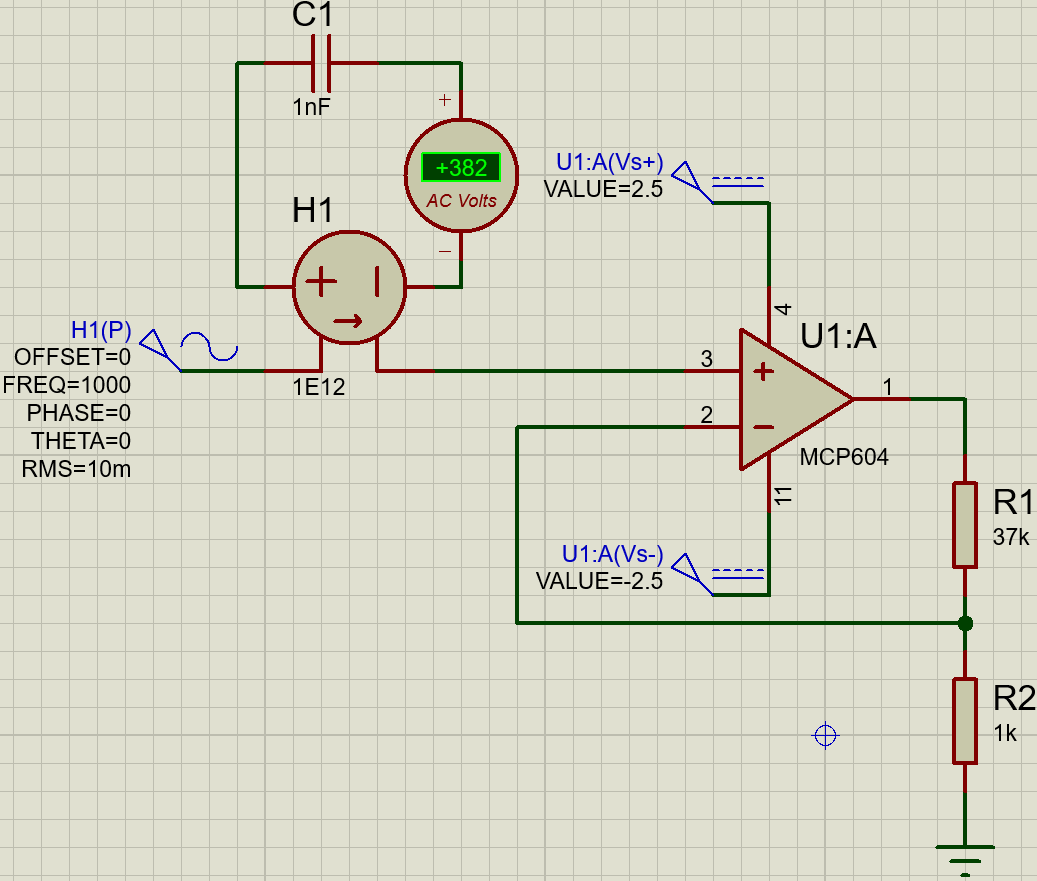 C1
1nF
+
+382
AC Volts
−
H1
+ −
1E12
H1(P)
OFFSET=0
FREQ=1000
PHASE=0
THETA=0
RMS=10m
U1:A(Vs+)
VALUE=2.5
4
U1:A
3
+
2
−
1
MCP604
11
U1:A(Vs-)
VALUE=-2.5
R1
37k
R2
1k